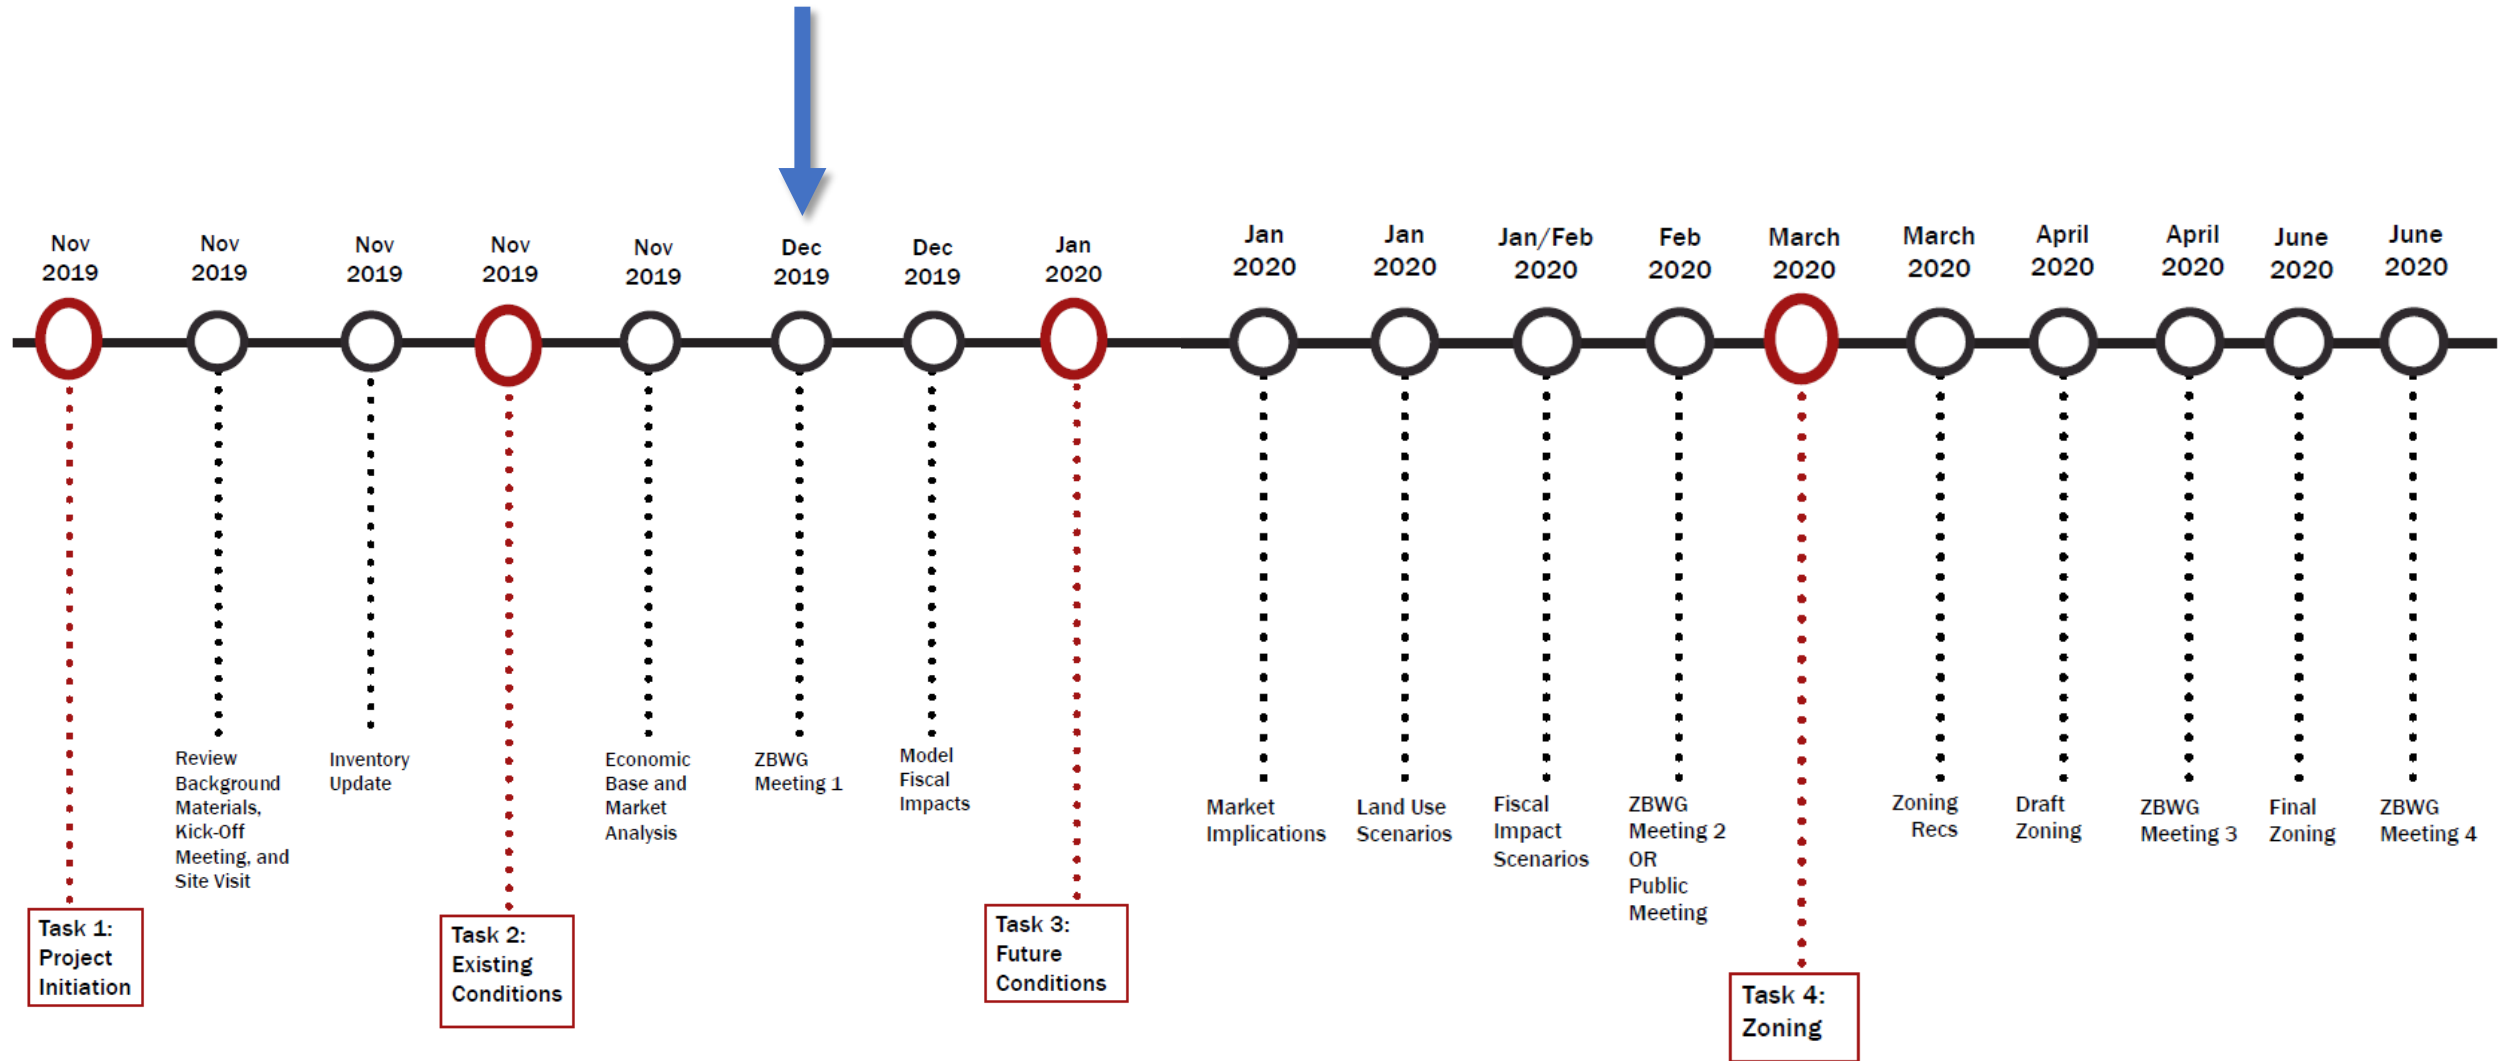 Nov
2019
Nov
2019
Nov
2019
Nov
2019
Nov
2019
Dec
2019
Dec
2019
Jan
2020
Jan
2020
Jan
2020
Jan/Feb
2020
Feb
2020
March
2020
March
2020
April
2020
April
2020
June
2020
June
2020
Task 1:
Project
Initiation
Review
Background
Materials,
Kick-Off
Meeting, and
Site Visit
Inventory
Update
Task 2:
Existing
Conditions
Economic
Base and
Market
Analysis
ZBWG
Meeting 1
Model
Fiscal
Impacts
Task 3:
Future
Conditions
Market
Implications
Land Use
Scenarios
Fiscal
Impact
Scenarios
ZBWG
Meeting 2
OR
Public
Meeting
Task 4:
Zoning
Zoning
Recs
Draft
Zoning
ZBWG
Meeting 3
Final
Zoning
ZBWG
Meeting 4